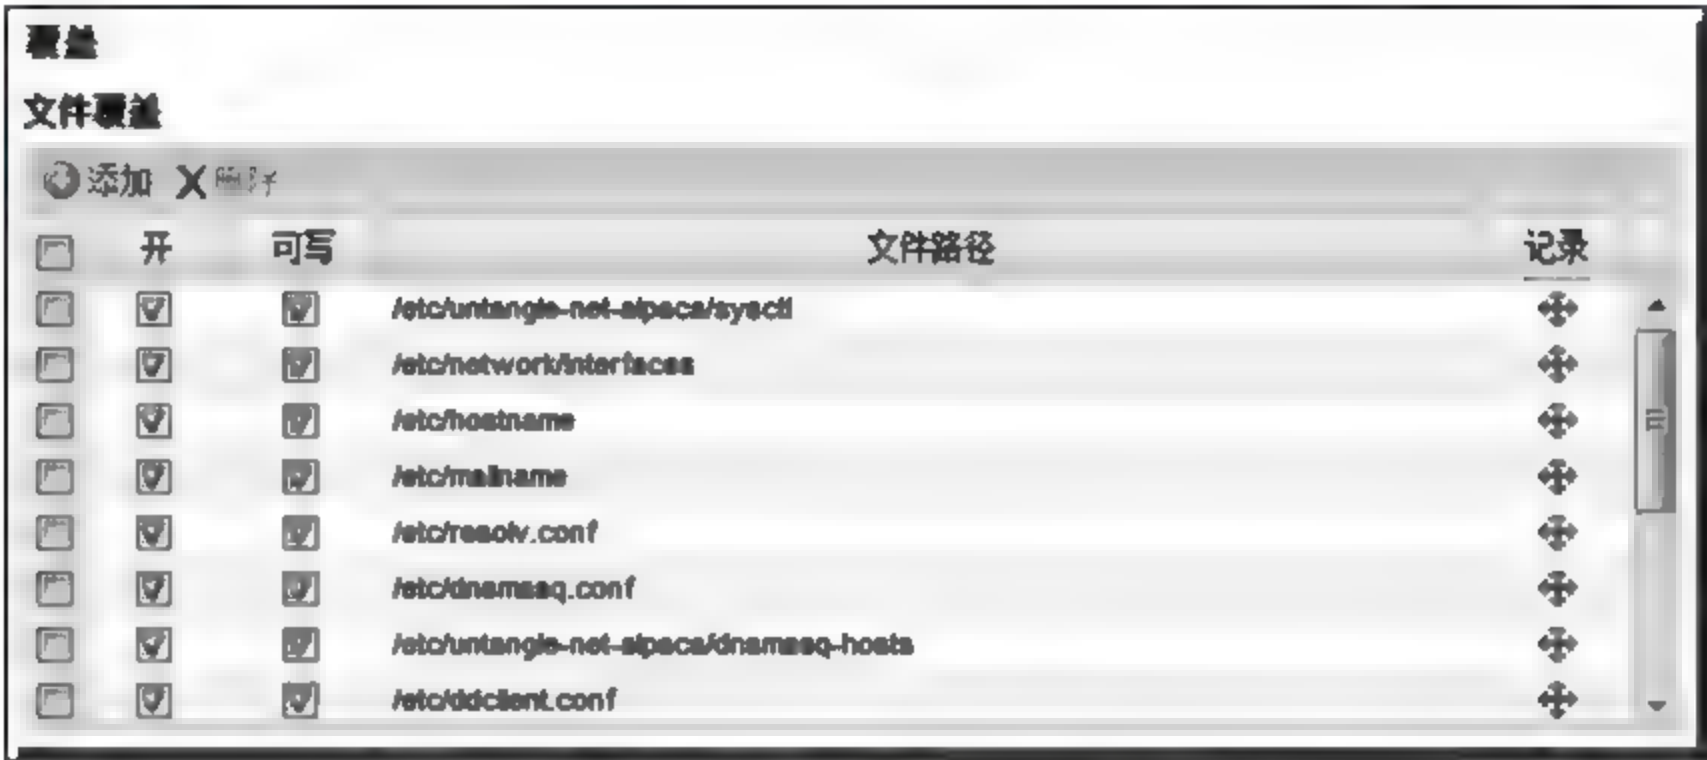 覆盖
文件覆盖
添加 删除
开 可写 文件路径 记录
/etc/untangle-net-alpaca/sysctl
/etc/network/interfaces
/etc/hostname
/etc/mailname
/etc/resolv.conf
/etc/dnsmasq.conf
/etc/untangle-net-alpaca/dnsmasq-hosts
/etc/ddclient.conf